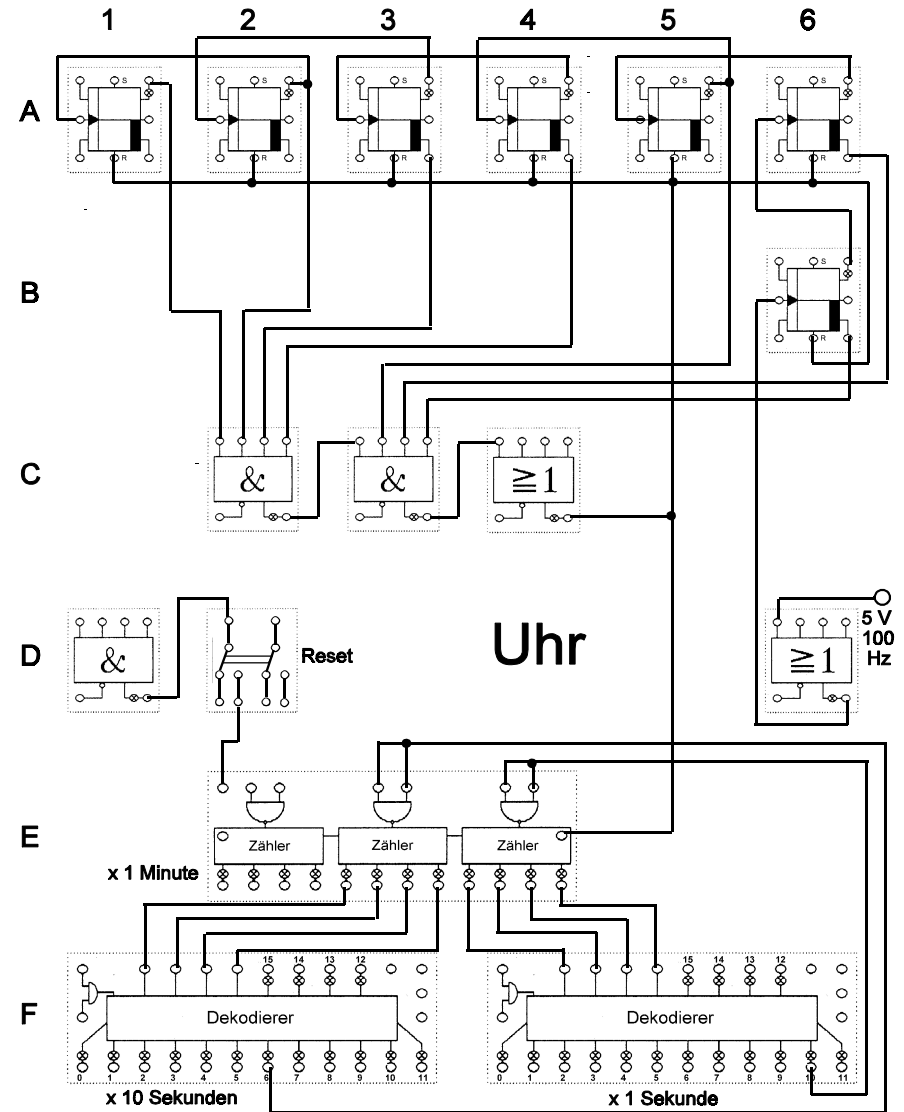 1 2 3 4 5 6
A
S S S S S S
R R R R R R
B
S
R
C
& & ≧1
D
& Reset Uhr ≧1
5 V
100
Hz
E
Zähler Zähler Zähler
x 1 Minute
F
15 14 13 12 15 14 13 12
Dekodierer Dekodierer
0 1 2 3 4 5 6 7 8 9 10 11 0 1 2 3 4 5 6 7 8 9 10 11
x 10 Sekunden x 1 Sekunde